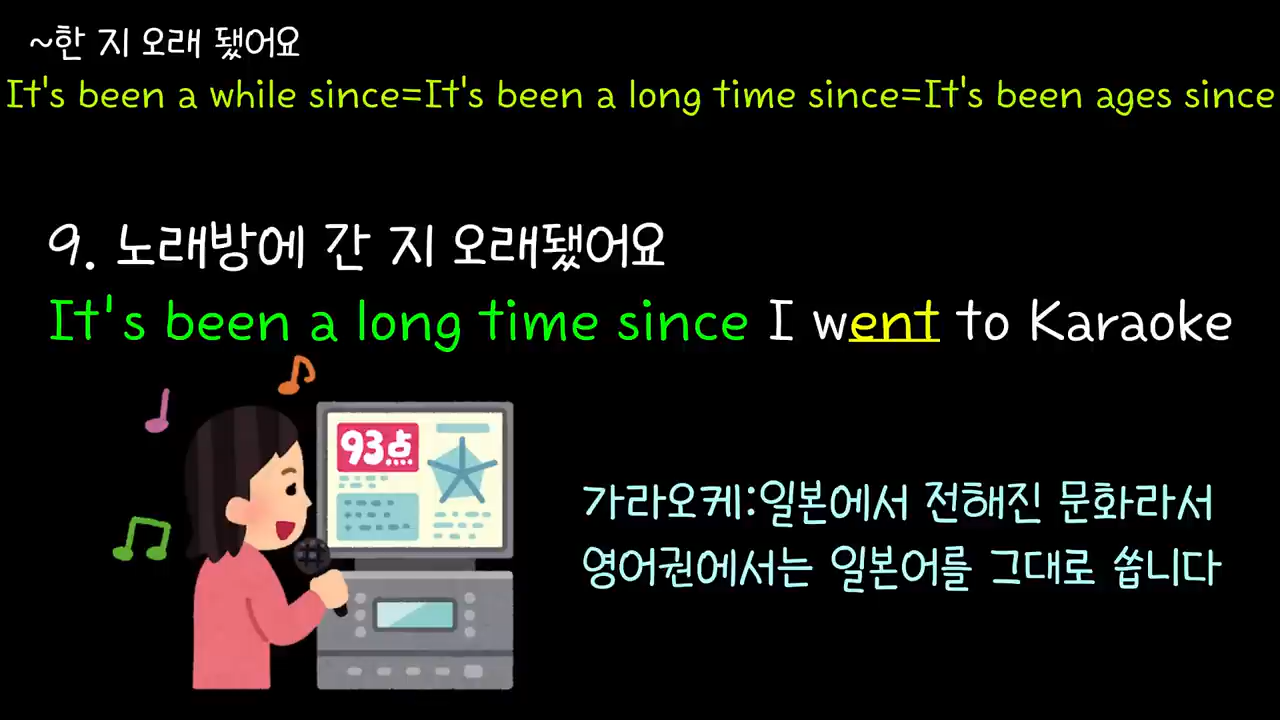 ~한 지 오래 됐어요
It's been a while since=It's been a long time since=It's been ages since
9. 노래방에 간 지 오래됐어요
It's been a long time since I went to Karaoke
93点
가라오케:일본에서 전해진 문화라서
영어권에서는 일본어를 그대로 씁니다